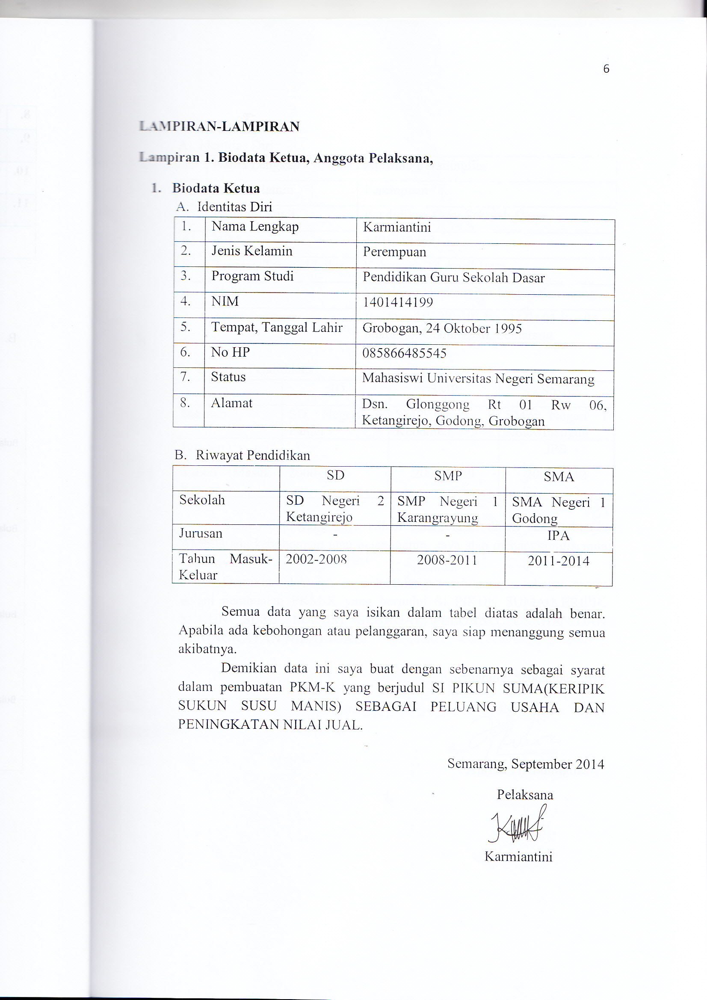 6
LAMPIRAN-LAMPIRAN
Lampiran 1. Biodata Ketua, Anggota Pelaksana,
1. Biodata Ketua
A. Identitas Diri
1. Nama Lengkap Karmiantini
2. Jenis Kelamin Perempuan
3. Program Studi Pendidikan Guru Sekolah Dasar
4. NIM 1401414199
5. Tempat, Tanggal Lahir Grobogan, 24 Oktober 1995
6. No HP 085866485545
7. Status Mahasiswi Universitas Negeri Semarang
8. Alamat Dsn. Glonggong Rt 01 Rw 06,
Ketangirejo, Godong, Grobogan
B. Riwayat Pendidikan
SD SMP SMA
Sekolah SD Negeri 2 SMP Negeri 1 SMA Negeri 1
Ketangirejo Karangrayung Godong
Jurusan - - IPA
Tahun Masuk- 2002-2008 2008-2011 2011-2014
Keluar
Semua data yang saya isikan dalam tabel diatas adalah benar.
Apabila ada kebohongan atau pelanggaran, saya siap menanggung semua
akibatnya.
Demikian data ini saya buat dengan sebenarnya sebagai syarat
dalam pembuatan PKM-K yang berjudul SI PIKUN SUMA(KERIPIK
SUKUN SUSU MANIS) SEBAGAI PELUANG USAHA DAN
PENINGKATAN NILAI JUAL.
Semarang, September 2014
Pelaksana
Karmiantini